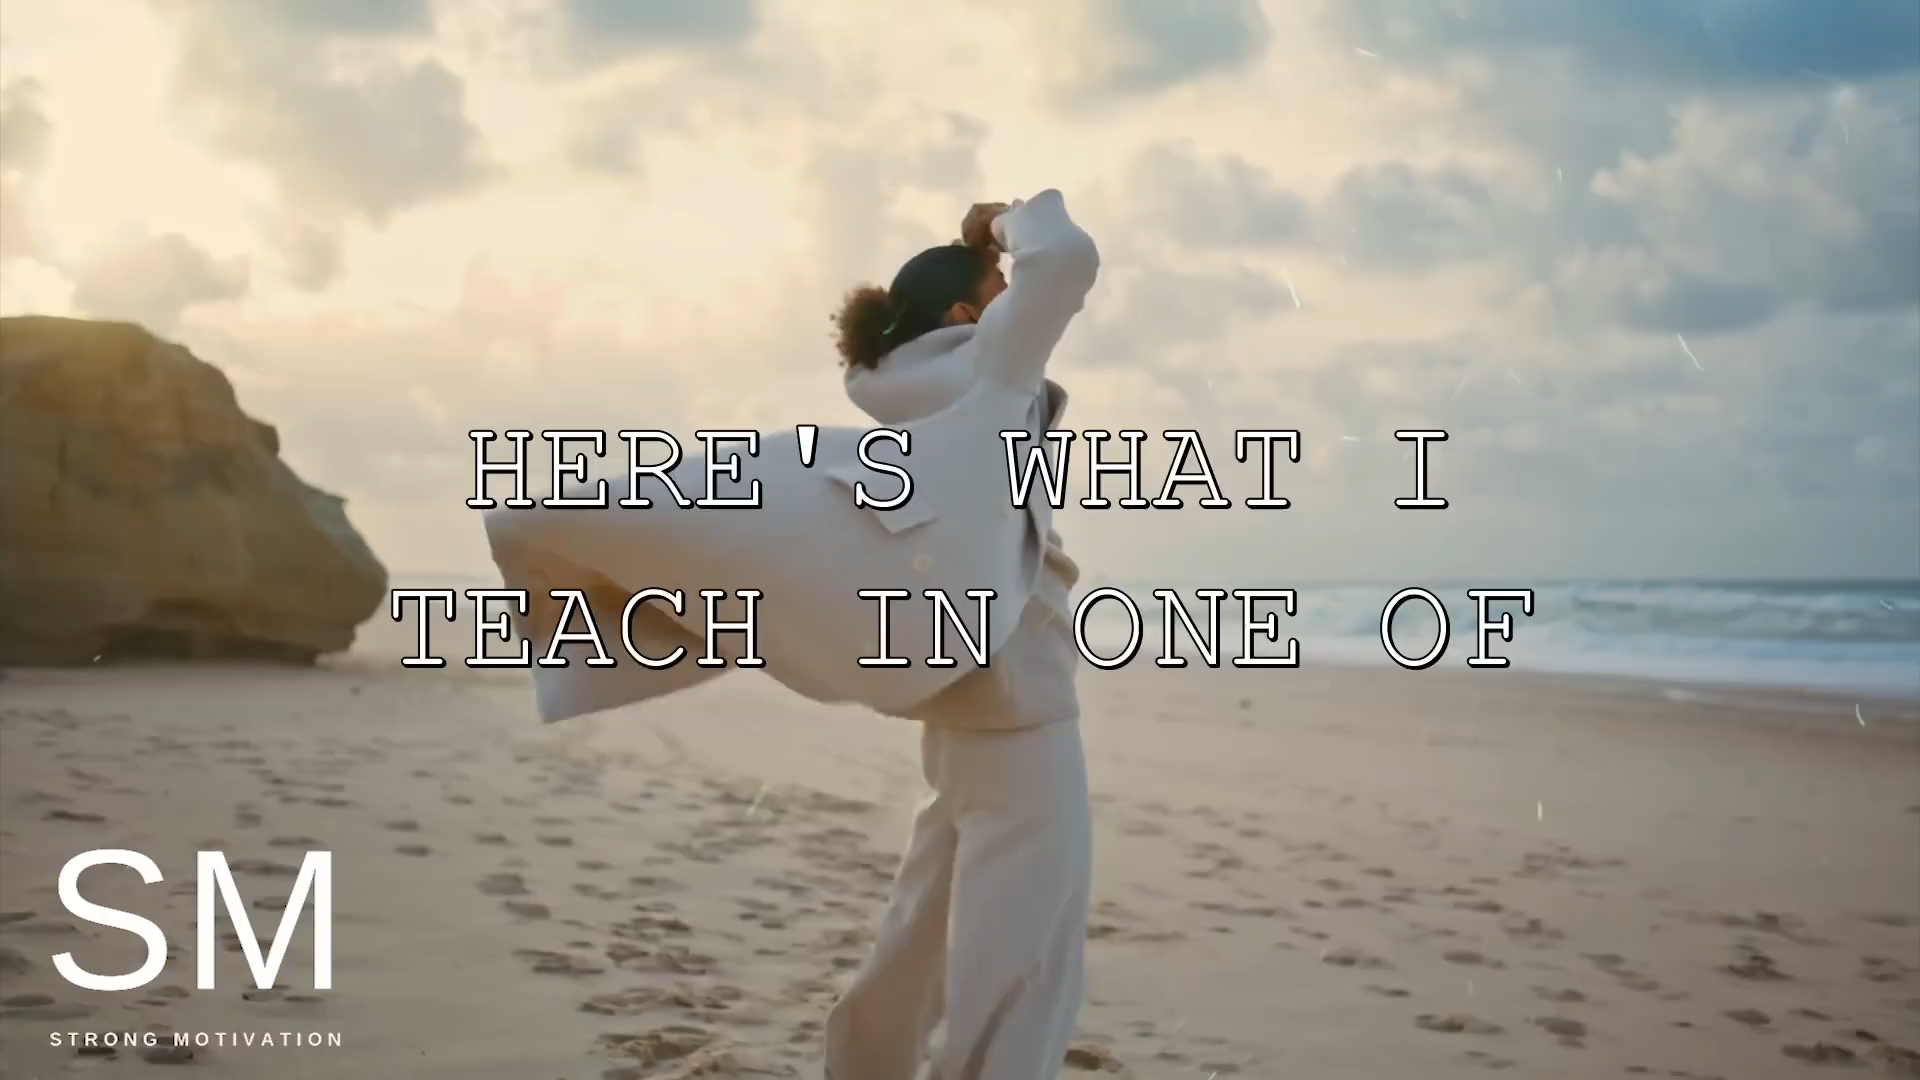 HERE'S WHAT I
TEACH IN ONE OF
SM
STRONG MOTIVATION